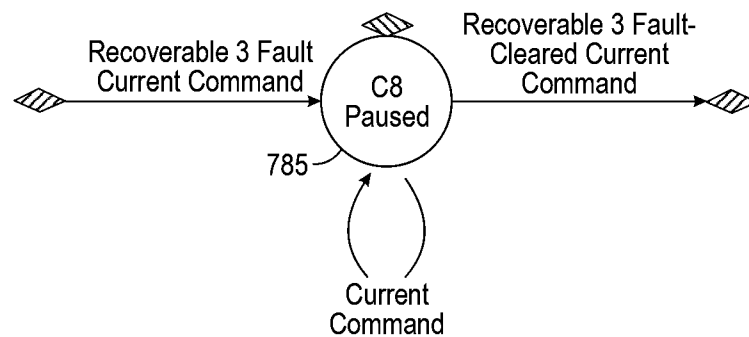 Recoverable 3 Fault
Current Command
C8
Paused
Recoverable 3 Fault-
Cleared Current
Command
785
Current
Command